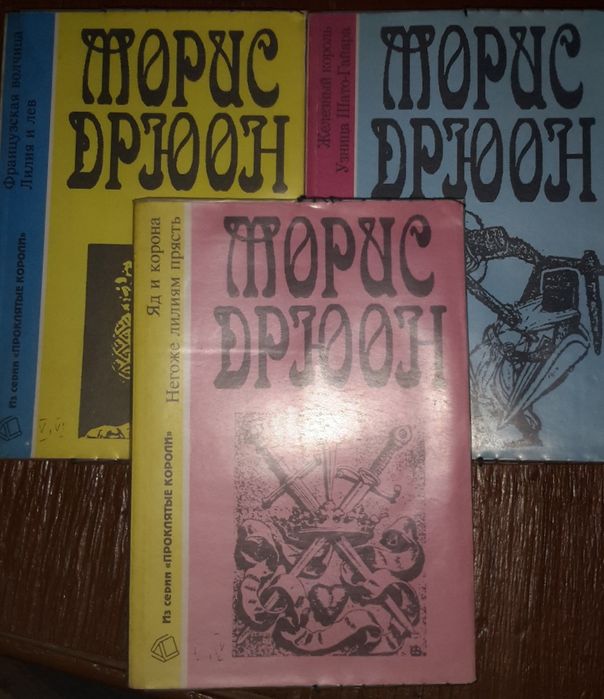 Французская волчица
Лилия и лев
Из серии «ПРОКЛЯТЫЕ КОРОЛИ»
МОРИС
ДРЮОН
Железный король
Узница Шато-Гайара
МОРИС
ДРЮОН
Яд и корона
Негоже лилиям прясть
Из серии «ПРОКЛЯТЫЕ КОРОЛИ»
МОРИС
ДРЮОН